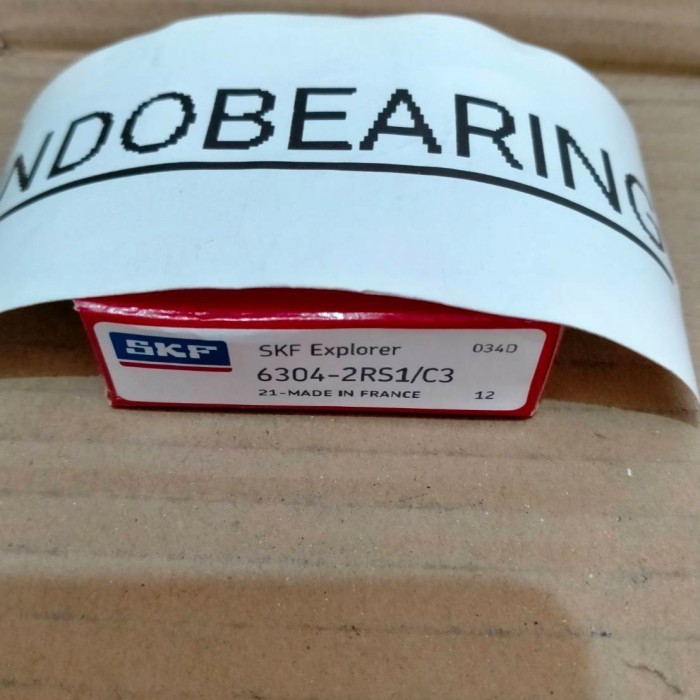 NDOBEARING
SKF
SKF Explorer
034D
6304-2RS1/C3
21-MADE IN FRANCE
12